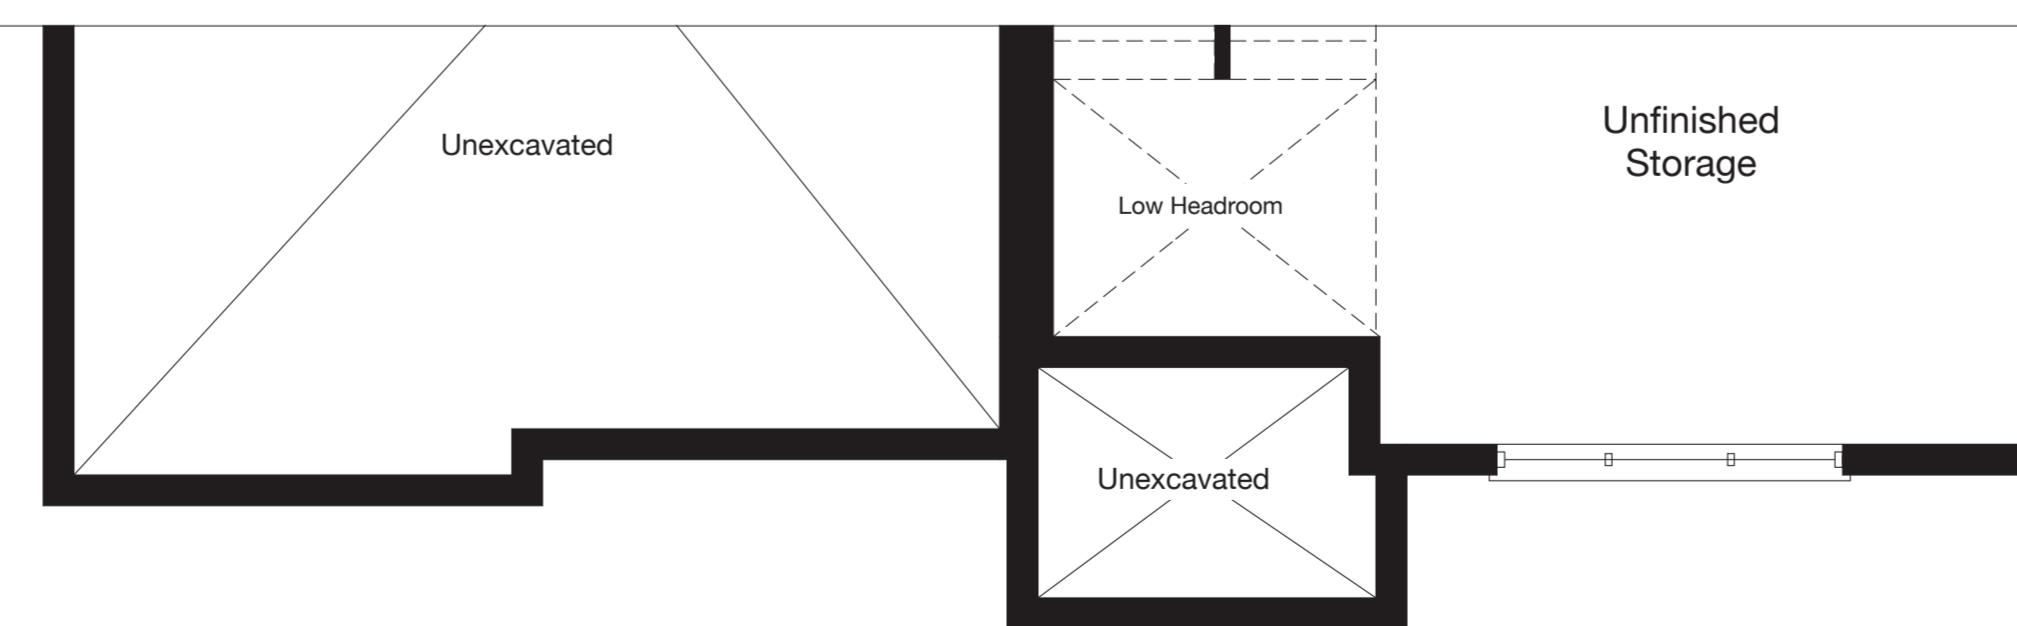 Unexcavated
Unfinished
Storage
Low Headroom
Unexcavated